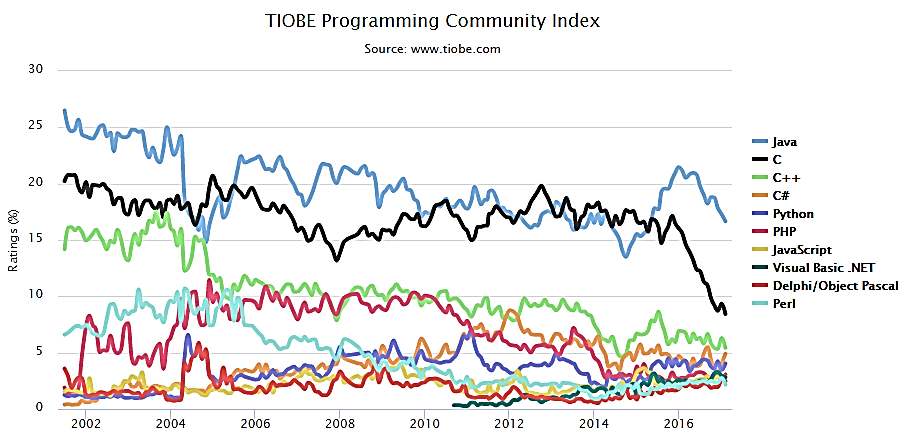 TIOBE Programming Community Index
Source: www.tiobe.com
Ratings (%)
30
25
20
15
10
5
0
2002 2004 2006 2008 2010 2012 2014 2016
Java
C
C++
C#
Python
PHP
JavaScript
Visual Basic .NET
Delphi/Object Pascal
Perl